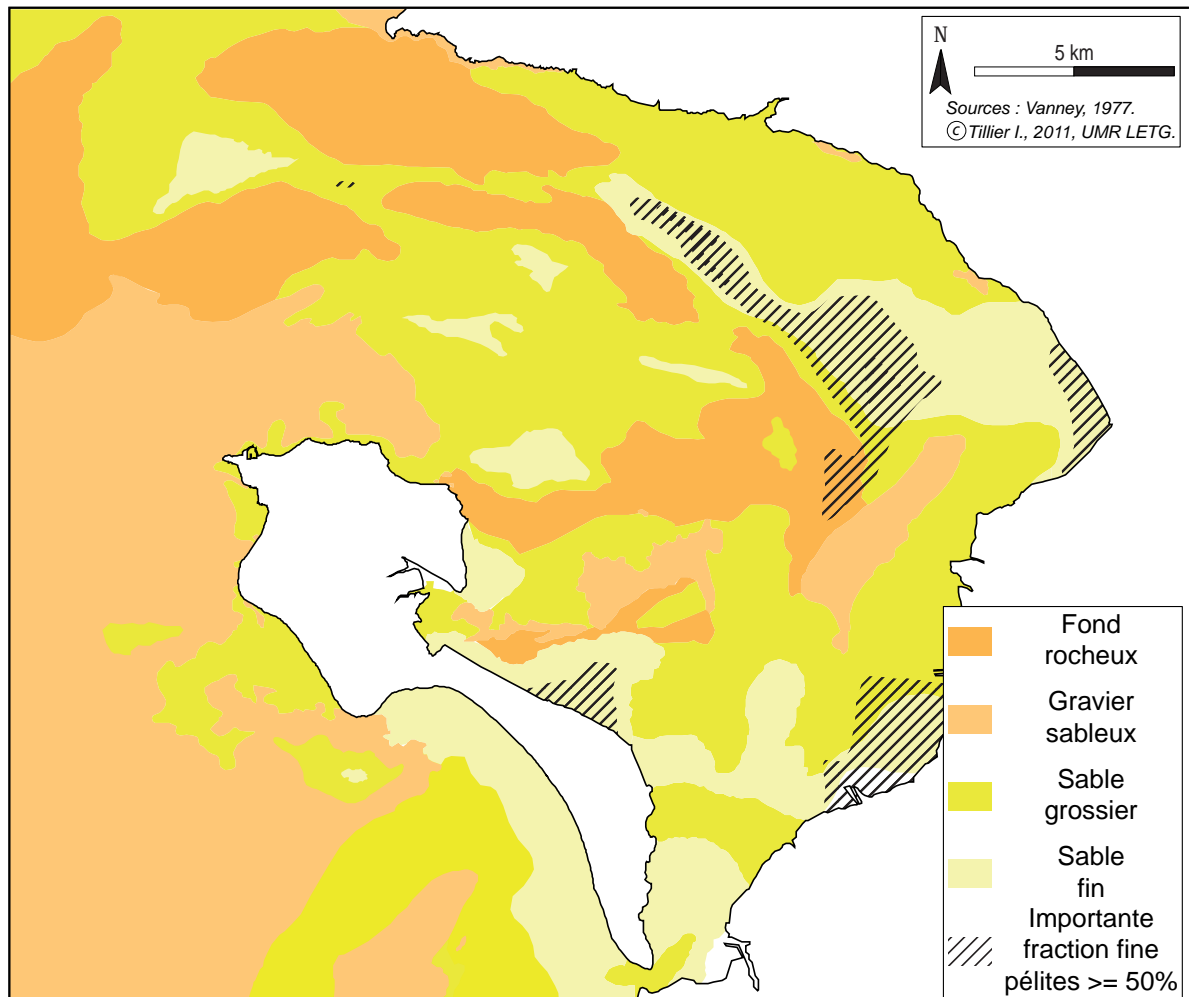 N
5 km
Sources : Vanney, 1977.
©Tillier I., 2011, UMR LETG.
Fond
rocheux
Gravier
sableux
Sable
grossier
Sable
fin
Importante
fraction fine
pélites >= 50%